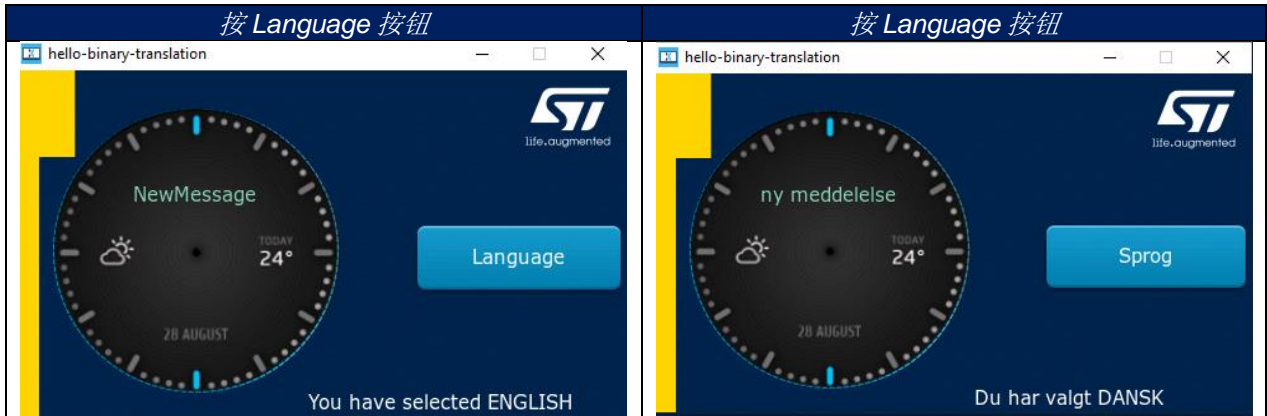 按 Language 按钮
hello-binary-translation
ST
life.augmented
NewMessage
TODAY
24°
Language
28 AUGUST
You have selected ENGLISH
按 Language 按钮
hello-binary-translation
ST
life.augmented
ny meddelelse
TODAY
24°
Sprog
28 AUGUST
Du har valgt DANSK